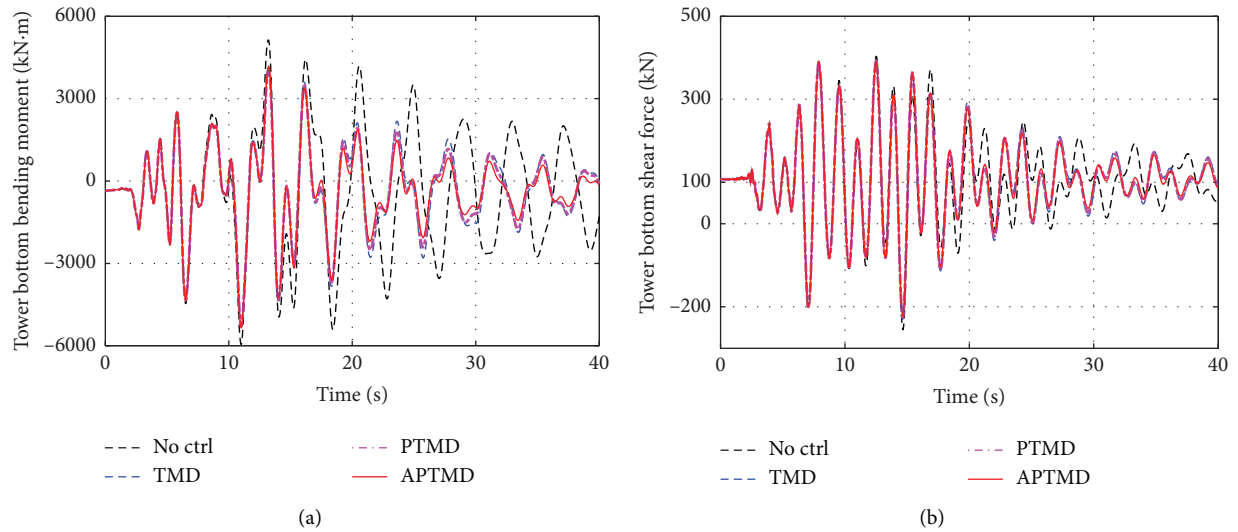 6000
3000
0
−3000
−6000
Tower bottom bending moment (kN·m)
0
10
20
30
40
Time (s)
No ctrl
TMD
PTMD
APTMD
(a)
500
300
100
0
−200
Tower bottom shear force (kN)
0
10
20
30
40
Time (s)
No ctrl
TMD
PTMD
APTMD
(b)